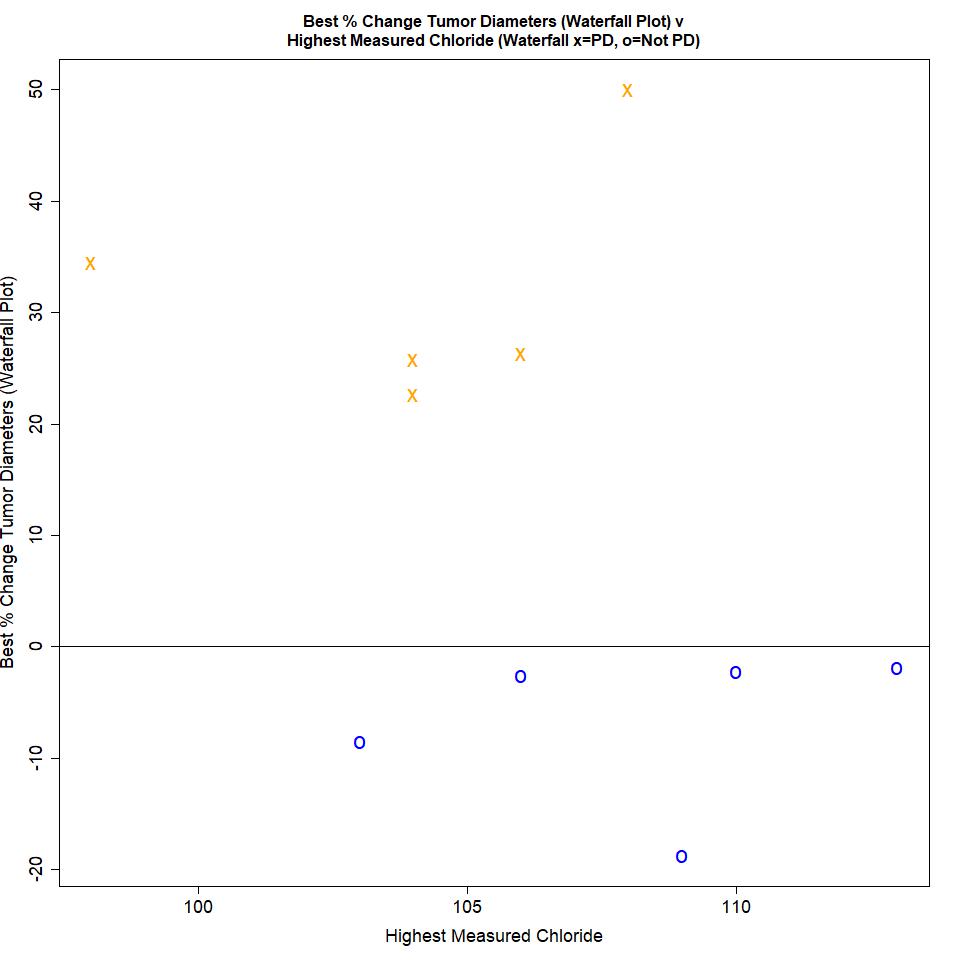 Best % Change Tumor Diameters (Waterfall Plot) v
Highest Measured Chloride (Waterfall x=PD, o=Not PD)
Best % Change Tumor Diameters (Waterfall Plot)
50
40
30
20
10
0
-10
-20
x
x
x
x
x
o
o
o
o
o
100 105 110
Highest Measured Chloride